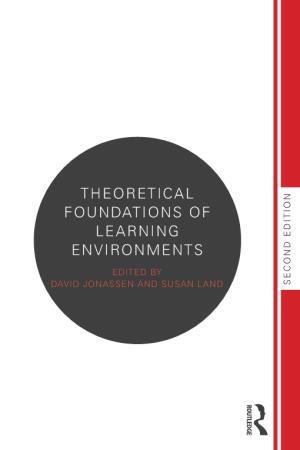 THEORETICAL
FOUNDATIONS OF
LEARNING
ENVIRONMENTS
EDITED BY
DAVID JONASSEN AND SUSAN LAND
SECOND EDITION
ROUTLEDGE